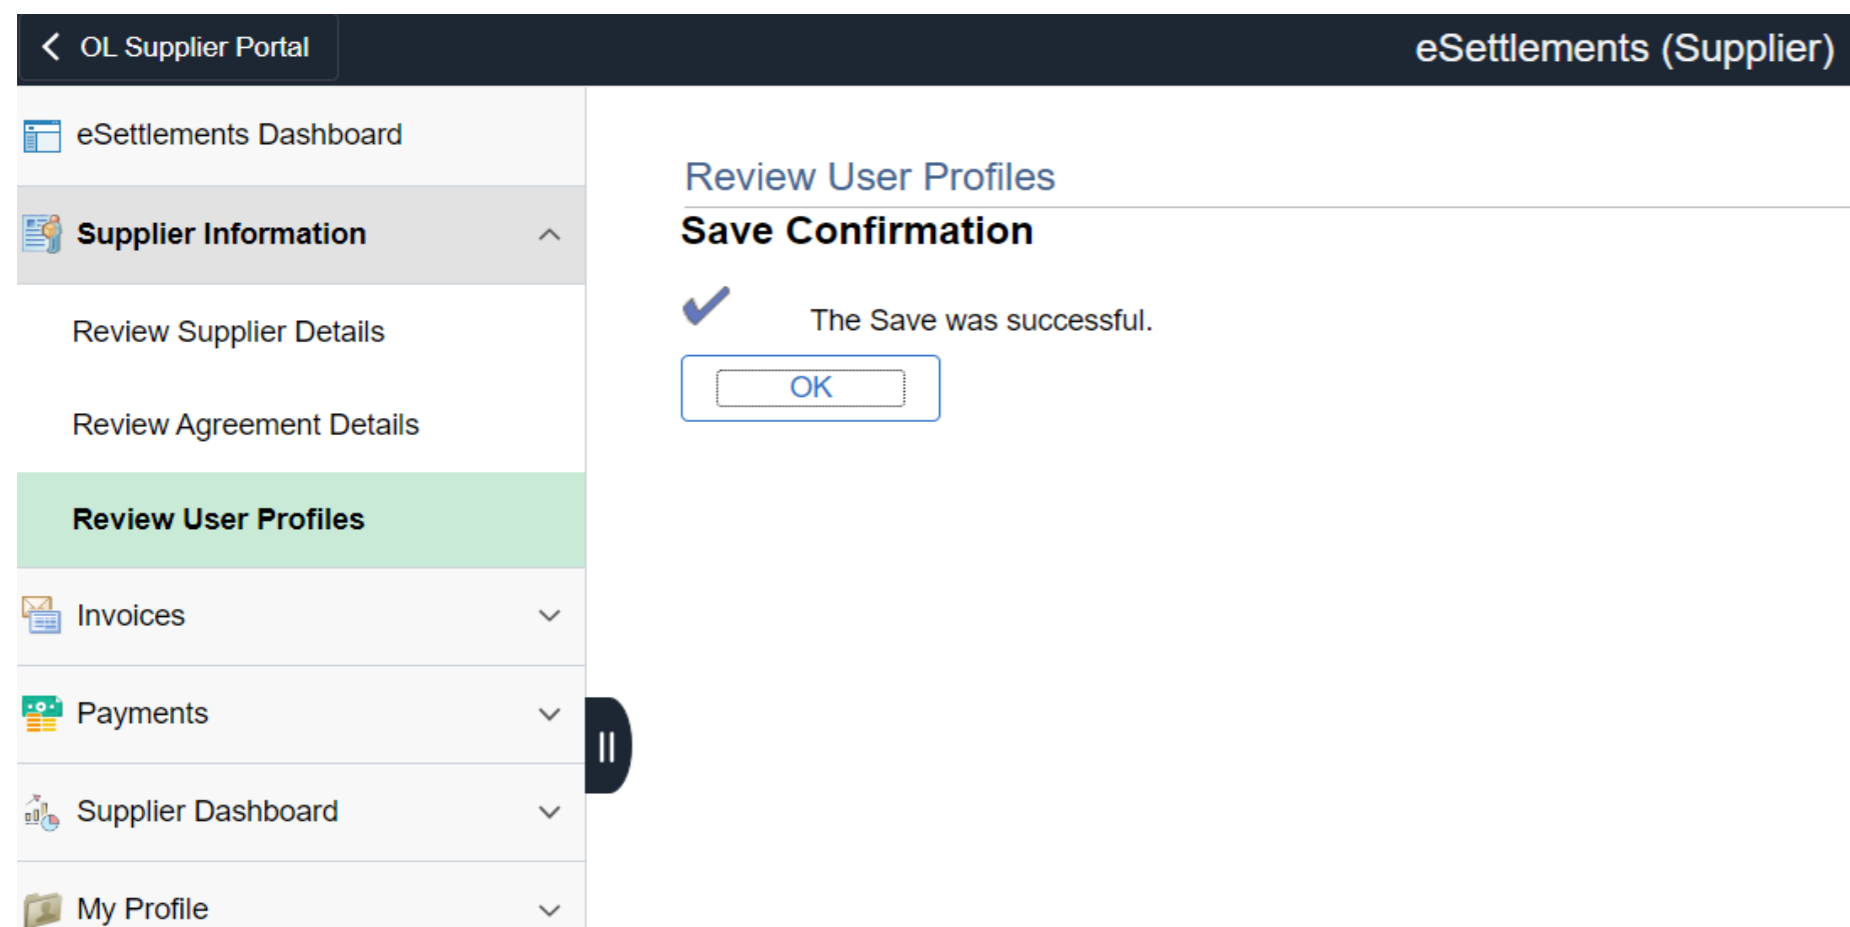 OL Supplier Portal
eSettlements (Supplier)
eSettlements Dashboard
Supplier Information
Review Supplier Details
Review Agreement Details
Review User Profiles
Invoices
Payments
Supplier Dashboard
My Profile
Review User Profiles
Save Confirmation
The Save was successful.
OK